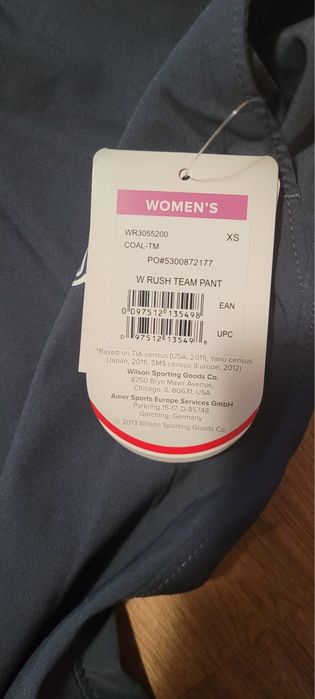 WOMEN'S
WR3055200 XS
COAL-TM
PO#5300872177
W RUSH TEAM PANT
EAN
0 097512 135498
UPC
0 97512 13549 8
*Based on TIA census (USA, 2011), Yano census
(Japan, 2011), SMS census (Europe, 2012)
Wilson Sporting Goods Co.
8750 Bryn Mawr Avenue,
Chicago, IL 60631, USA
Amer Sports Europe Services GmbH
Parkring 15-17, D-85748
Garching, Germany
© 2013 Wilson Sporting Goods Co.